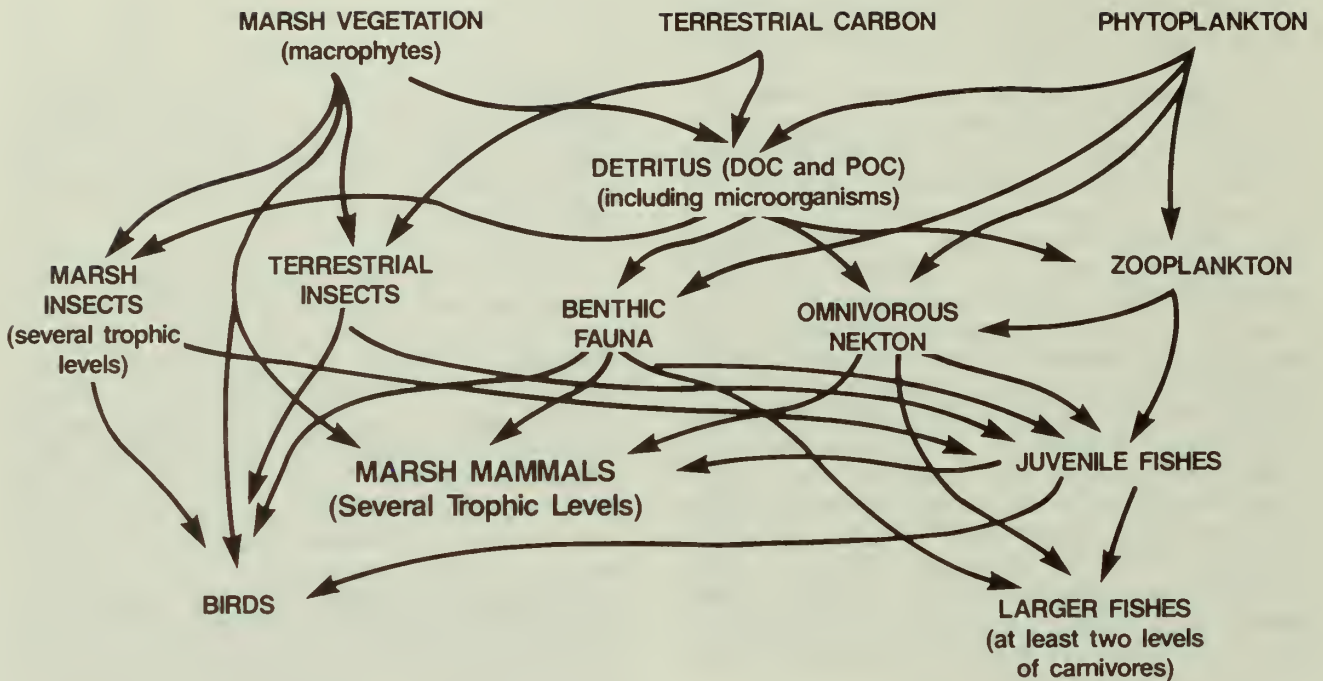 MARSH VEGETATION
(macrophytes)
TERRESTRIAL CARBON
PHYTOPLANKTON
DETRITUS (DOC and POC)
(including microorganisms)
MARSH
INSECTS
(several trophic
levels)
TERRESTRIAL
INSECTS
BENTHIC
FAUNA
OMNIVOROUS
NEKTON
ZOOPLANKTON
MARSH MAMMALS
(Several Trophic Levels)
JUVENILE FISHES
BIRDS
LARGER FISHES
(at least two levels
of carnivores)